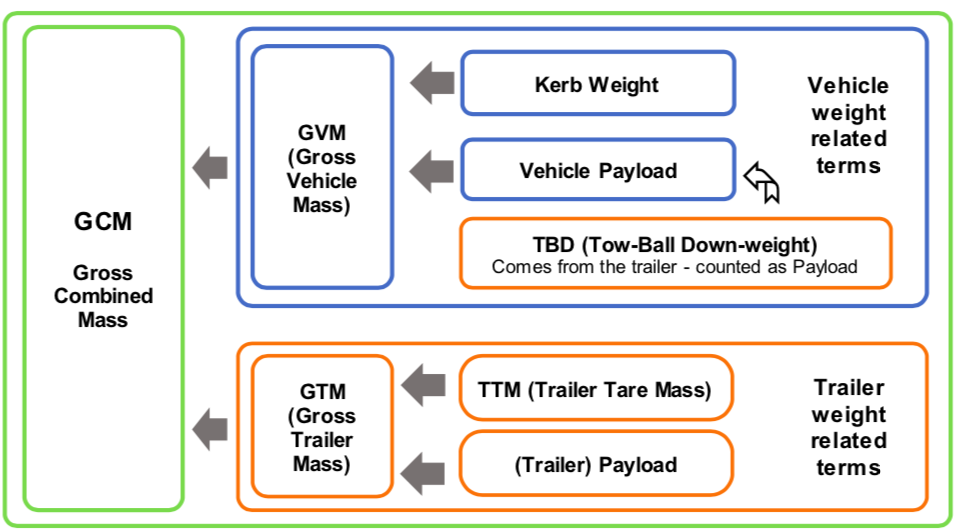 GCM
Gross
Combined
Mass
GVM
(Gross
Vehicle
Mass)
Kerb Weight
Vehicle Payload
TBD (Tow-Ball Down-weight)
Comes from the trailer - counted as Payload
Vehicle
weight
related
terms
GTM
(Gross
Trailer
Mass)
TTM (Trailer Tare Mass)
(Trailer) Payload
Trailer
weight
related
terms